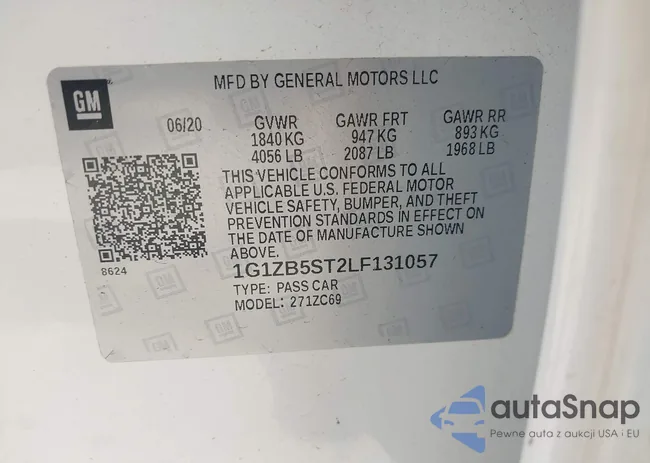 MFD BY GENERAL MOTORS LLC
GM
06/20 GVWR GAWR FRT GAWR RR
1840 KG 947 KG 893 KG
4056 LB 2087 LB 1968 LB
THIS VEHICLE CONFORMS TO ALL
APPLICABLE U.S. FEDERAL MOTOR
VEHICLE SAFETY, BUMPER, AND THEFT
PREVENTION STANDARDS IN EFFECT ON
THE DATE OF MANUFACTURE SHOWN
ABOVE.
8624
1G1ZB5ST2LF131057
TYPE: PASS CAR
MODEL: 271ZC69
autaSnap
Pewne auta z aukcji USA i EU